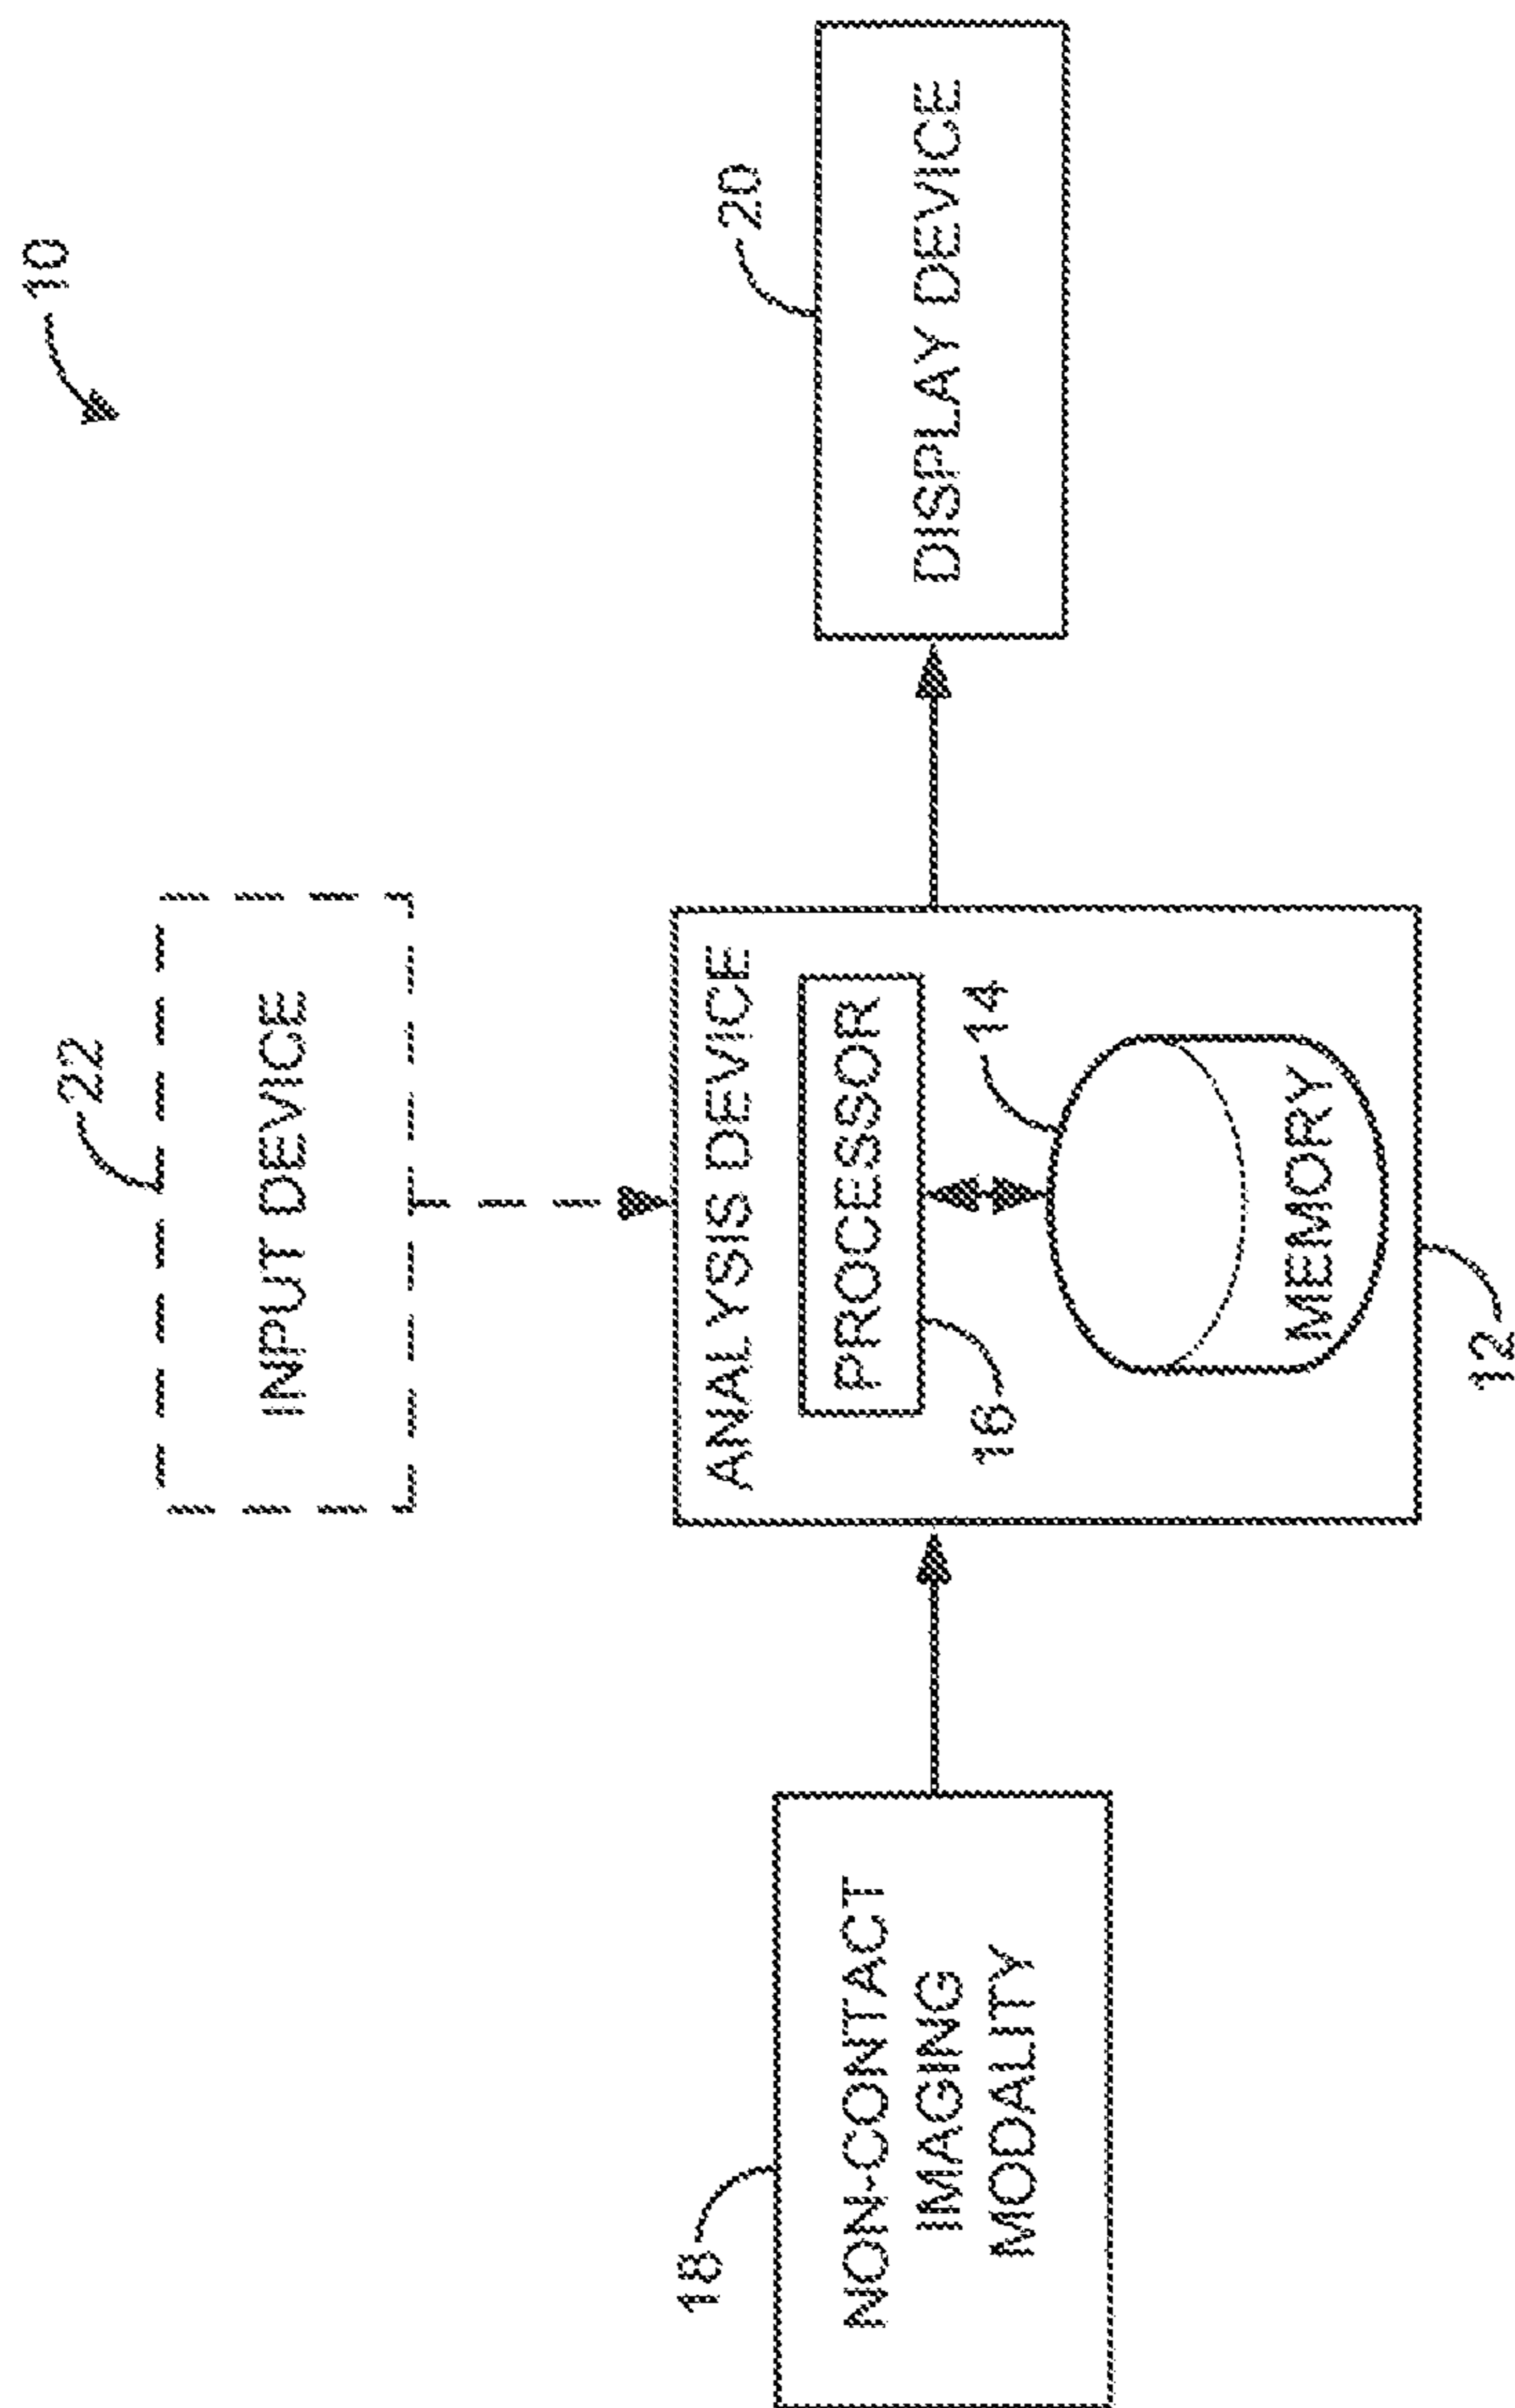 10
22
INPUT DEVICE
18
NON-CONTACT
IMAGING
MODALITY
ANALYSIS DEVICE
PROCESSOR
16
14
MEMORY
12
20
DISPLAY DEVICE